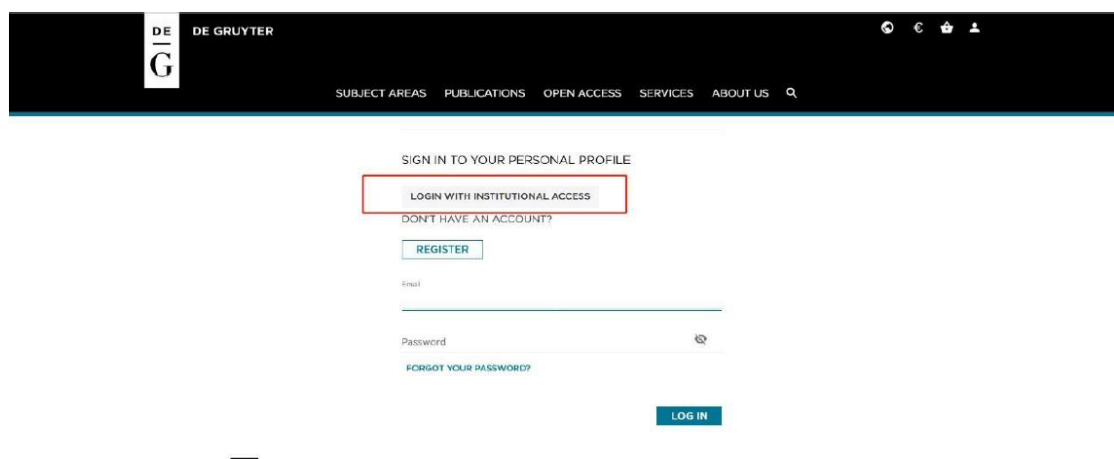 DE DE GRUYTER
G
€
SUBJECT AREAS PUBLICATIONS OPEN ACCESS SERVICES ABOUT US
SIGN IN TO YOUR PERSONAL PROFILE
LOGIN WITH INSTITUTIONAL ACCESS
DON'T HAVE AN ACCOUNT?
REGISTER
Email
Password
FORGOT YOUR PASSWORD?
LOG IN